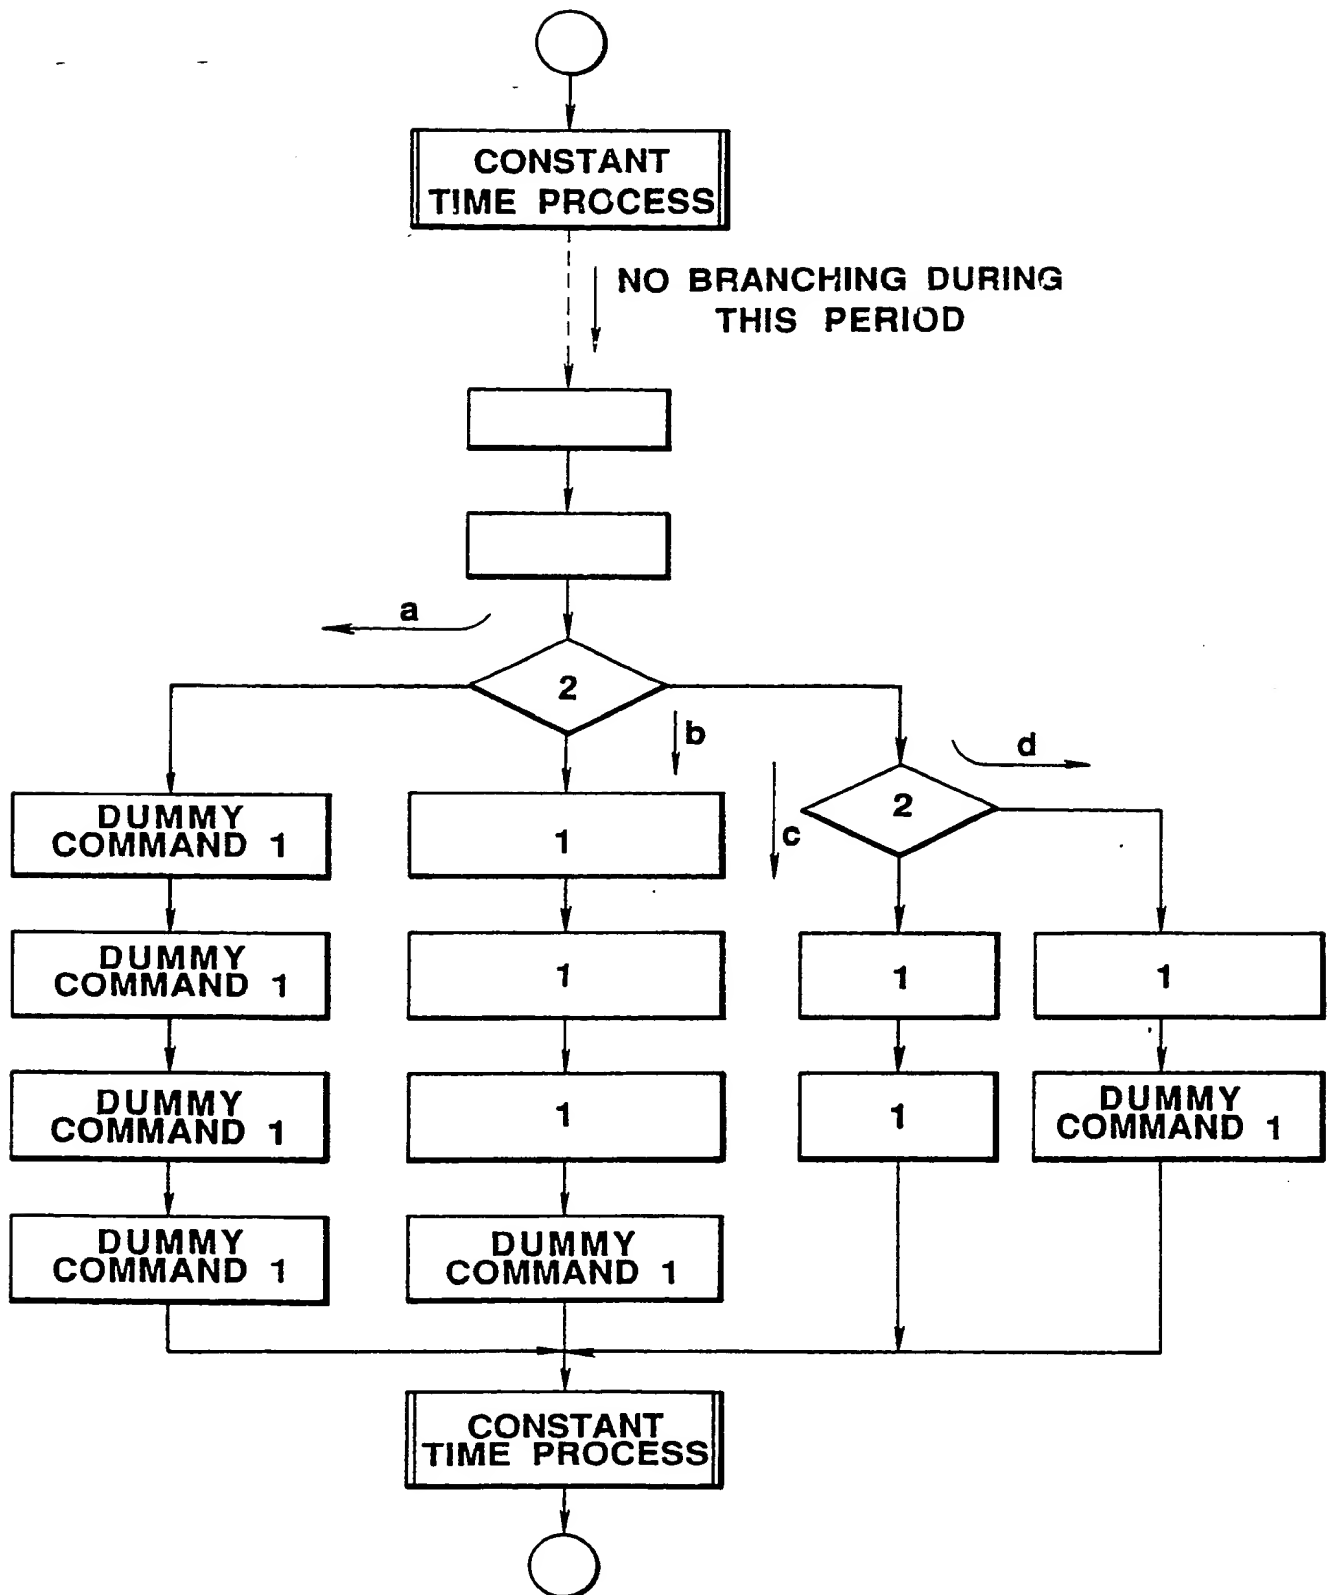 CONSTANT
TIME PROCESS
NO BRANCHING DURING
THIS PERIOD
a
2
b
d
DUMMY
COMMAND 1
1
c
2
DUMMY
COMMAND 1
1
1
1
DUMMY
COMMAND 1
1
1
DUMMY
COMMAND 1
DUMMY
COMMAND 1
DUMMY
COMMAND 1
CONSTANT
TIME PROCESS